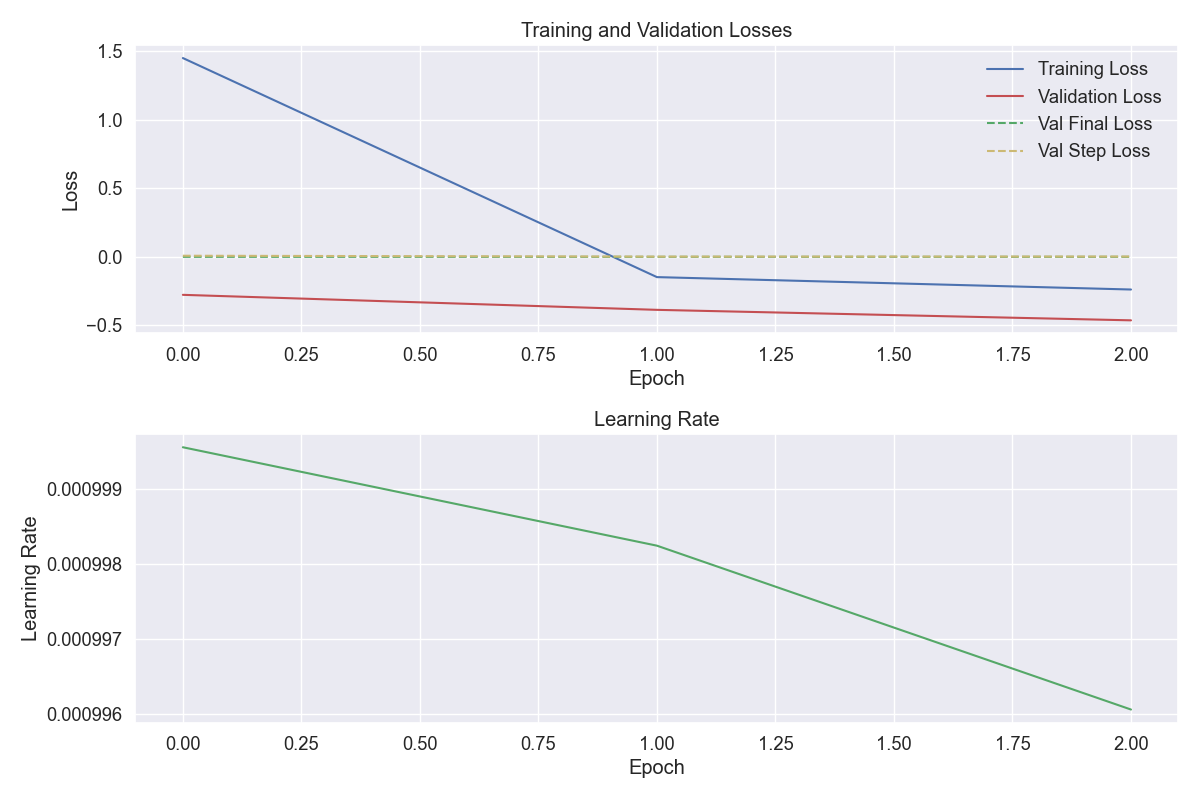 Training and Validation Losses
1.5
1.0
0.5
0.0
−0.5
Loss
Training Loss
Validation Loss
Val Final Loss
Val Step Loss
0.00 0.25 0.50 0.75 1.00 1.25 1.50 1.75 2.00
Epoch
Learning Rate
0.000999
0.000998
0.000997
0.000996
Learning Rate
0.00 0.25 0.50 0.75 1.00 1.25 1.50 1.75 2.00
Epoch